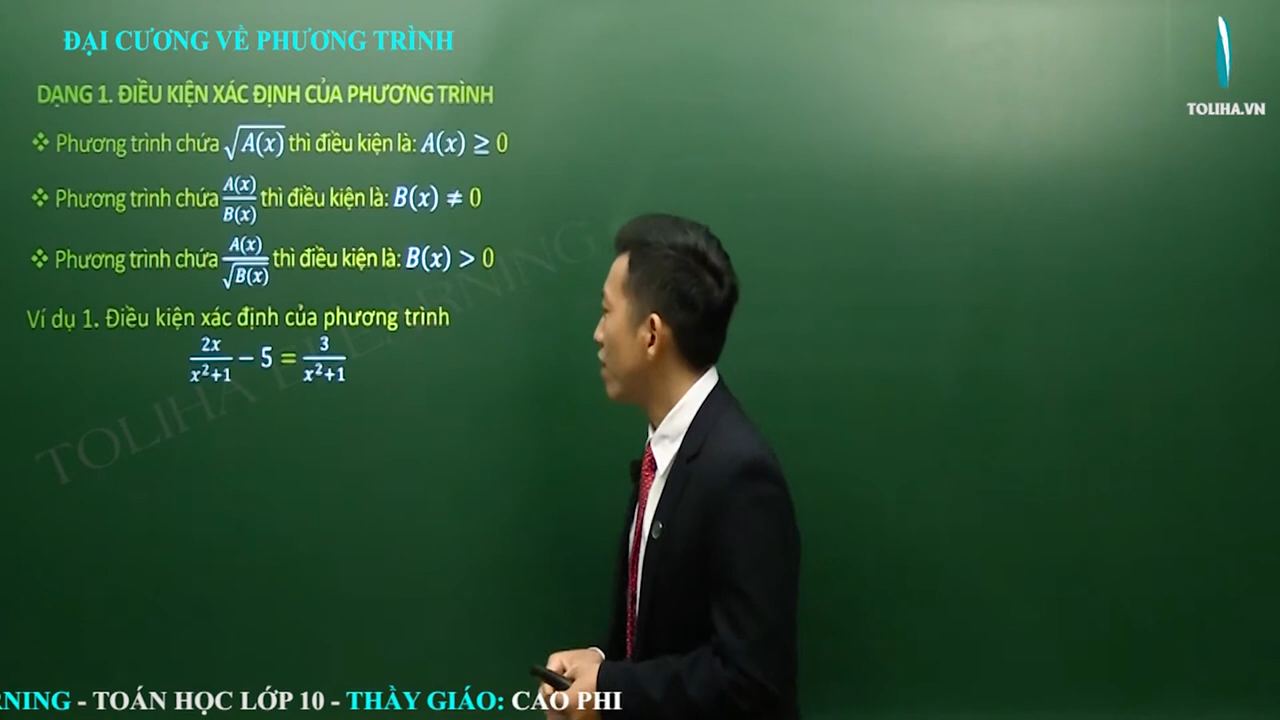 ĐẠI CƯƠNG VỀ PHƯƠNG TRÌNH
TOLIHA.VN
DẠNG 1. ĐIỀU KIỆN XÁC ĐỊNH CỦA PHƯƠNG TRÌNH
❖ Phương trình chứa √A(x) thì điều kiện là: A(x) ≥ 0
❖ Phương trình chứa A(x)/B(x) thì điều kiện là: B(x) ≠ 0
❖ Phương trình chứa A(x)/√B(x) thì điều kiện là: B(x) > 0
Ví dụ 1. Điều kiện xác định của phương trình
2x/(x²+1) − 5 = 3/(x²+1)
TOLIHA ELEARNING
RNING - TOÁN HỌC LỚP 10 - THẦY GIÁO: CAO PHI